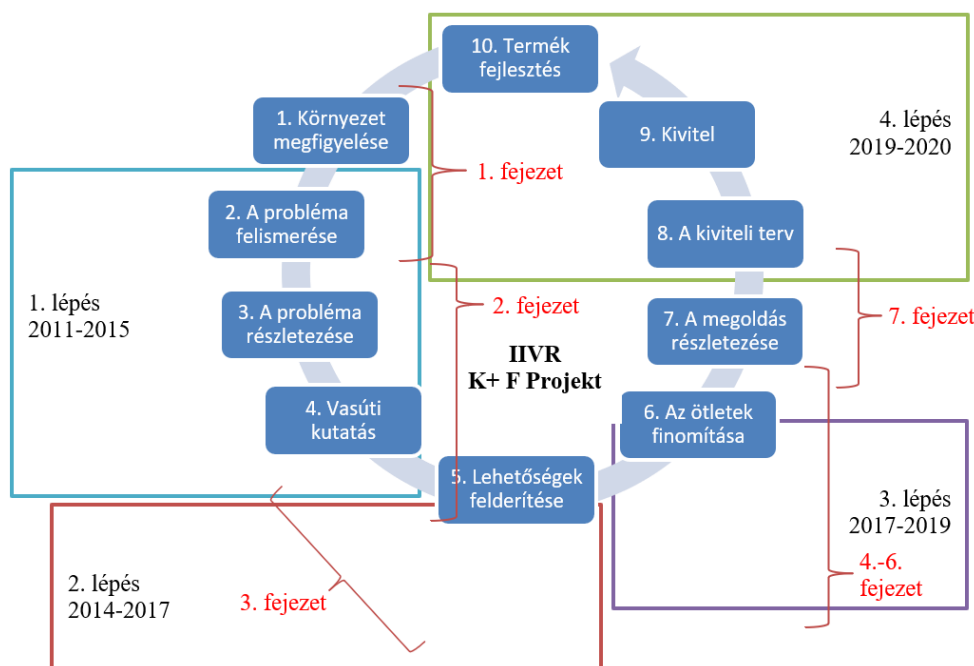 10. Termék
fejlesztés
1. Környezet
megfigyelése
9. Kivitel
4. lépés
2019-2020
1. fejezet
2. A probléma
felismerése
8. A kiviteli terv
1. lépés
2011-2015
3. A probléma
részletezése
2. fejezet
7. A megoldás
részletezése
7. fejezet
IIVR
K+ F Projekt
4. Vasúti
kutatás
6. Az ötletek
finomítása
5. Lehetőségek
felderítése
3. lépés
2017-2019
2. lépés
2014-2017
3. fejezet
4.-6.
fejezet